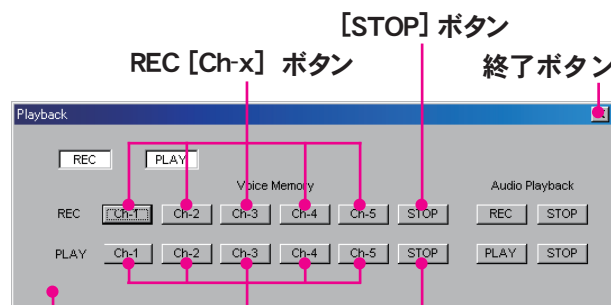 [STOP] ボタン
REC [Ch-x] ボタン
終了ボタン
Playback
REC PLAY
Voice Memory Audio Playback
REC Ch-1 Ch-2 Ch-3 Ch-4 Ch-5 STOP REC STOP
PLAY Ch-1 Ch-2 Ch-3 Ch-4 Ch-5 STOP PLAY STOP